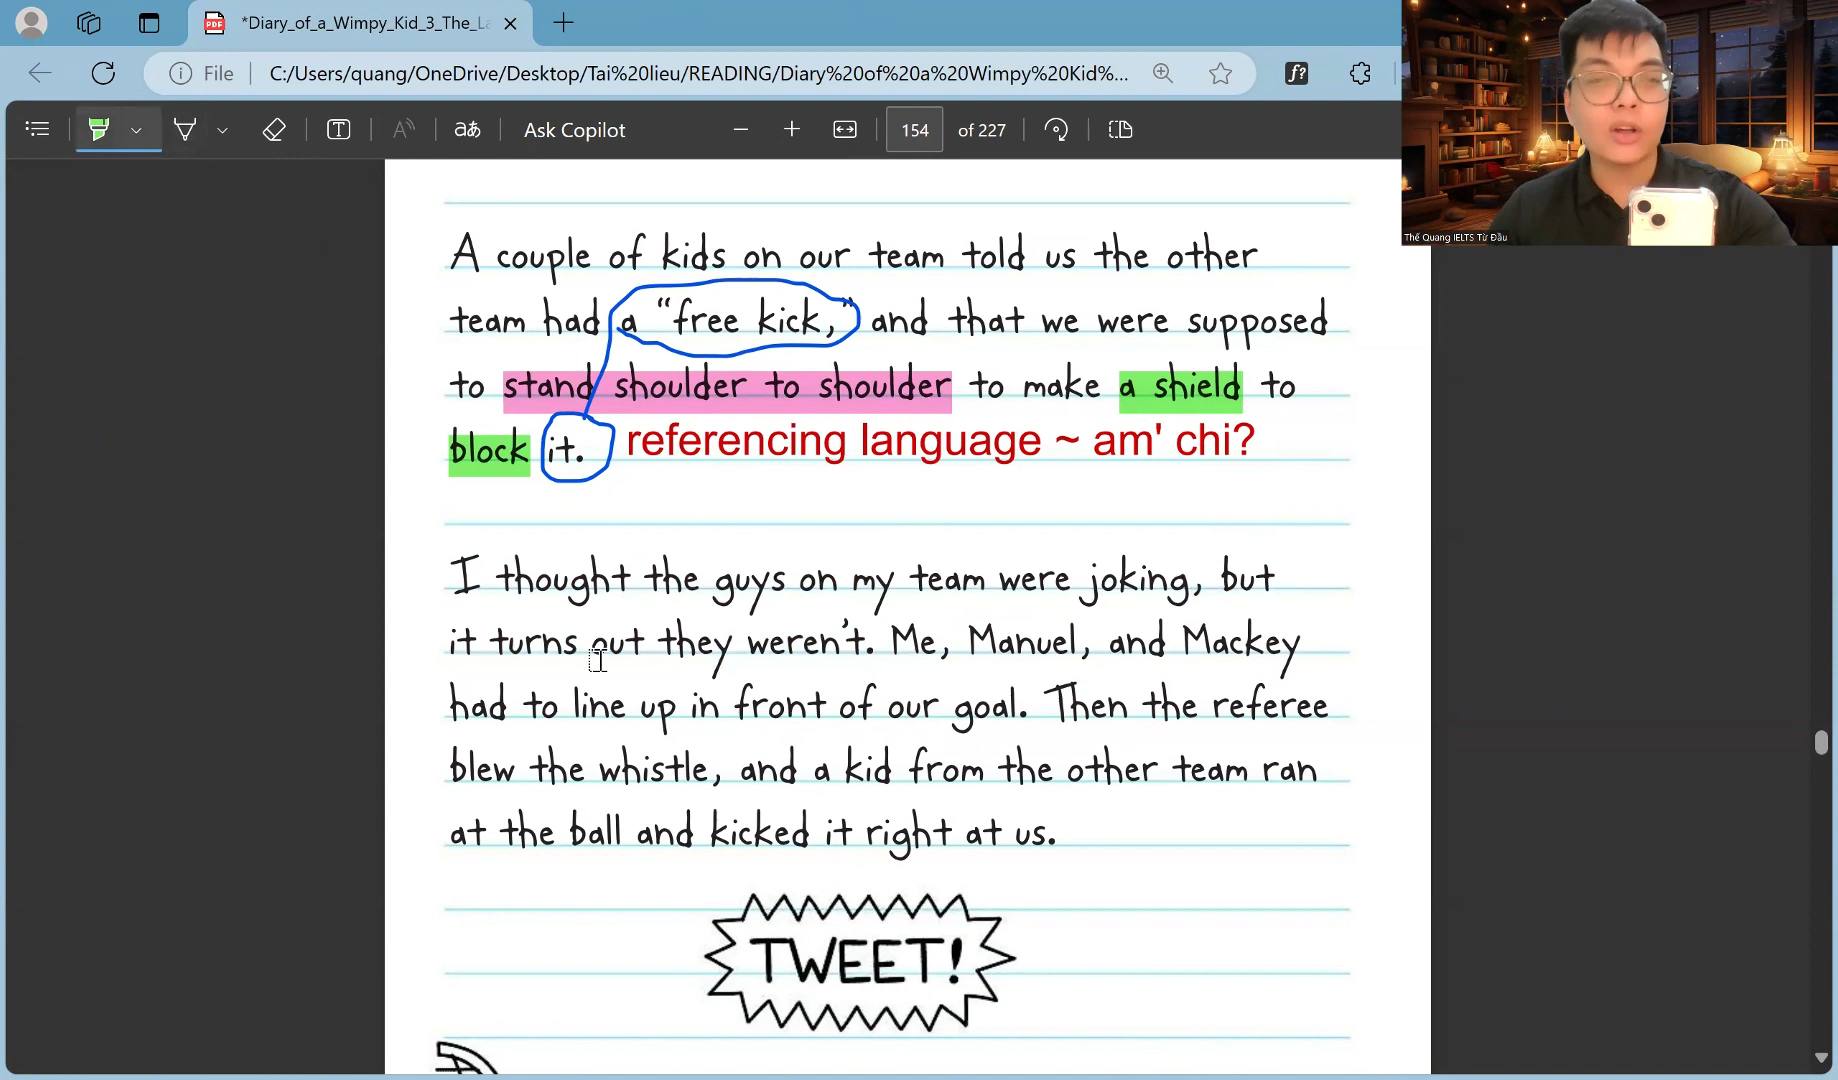 *Diary_of_a_Wimpy_Kid_3_The_La
File
C:/Users/quang/OneDrive/Desktop/Tai%20lieu/READING/Diary%20of%20a%20Wimpy%20Kid%...
Ask Copilot
154 of 227
Thế Quang IELTS Từ Đầu
A couple of kids on our team told us the other
team had a "free kick," and that we were supposed
to stand shoulder to shoulder to make a shield to
block it. referencing language ~ am' chi?
I thought the guys on my team were joking, but
it turns out they weren't. Me, Manuel, and Mackey
had to line up in front of our goal. Then the referee
blew the whistle, and a kid from the other team ran
at the ball and kicked it right at us.
TWEET!